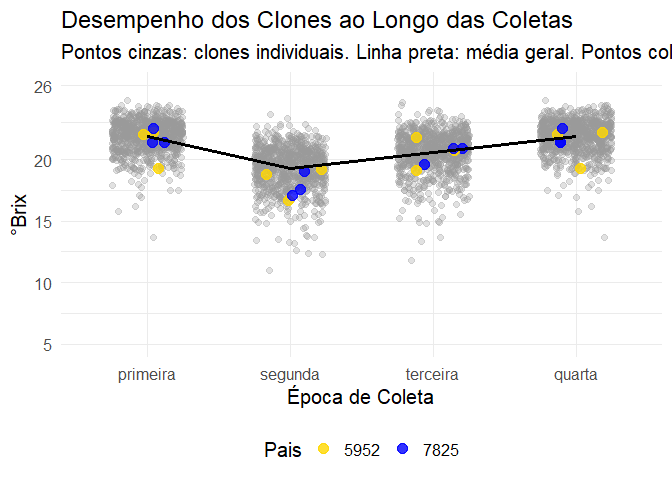 Desempenho dos Clones ao Longo das Coletas
Pontos cinzas: clones individuais. Linha preta: média geral. Pontos col
26
20
15
10
5
°Brix
primeira segunda terceira quarta
Época de Coleta
Pais 5952 7825